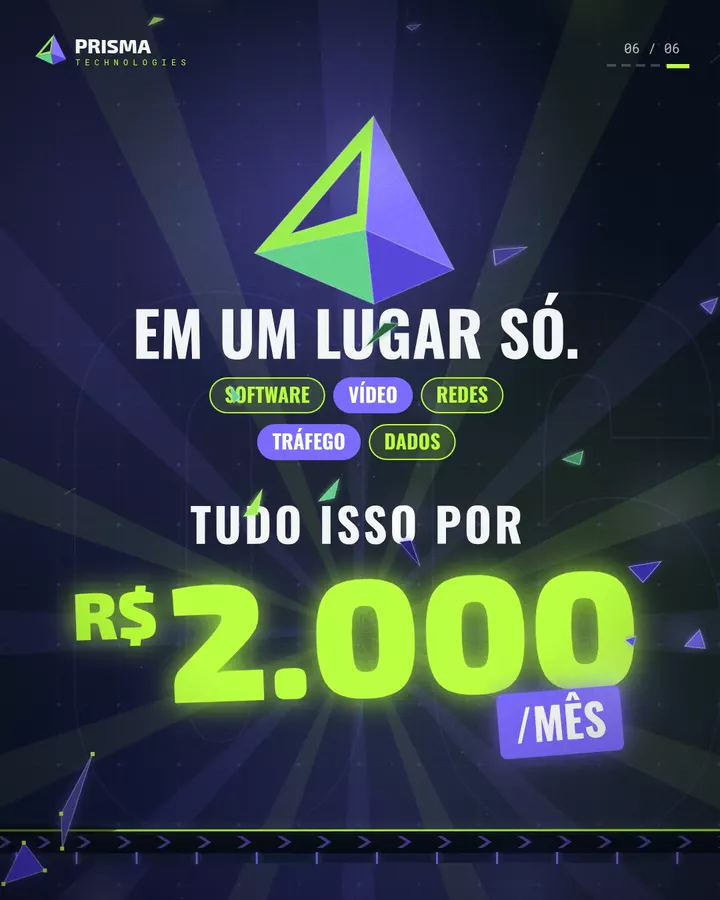 PRISMA
TECHNOLOGIES
06 / 06
EM UM LUGAR SÓ.
SOFTWARE VÍDEO REDES
TRÁFEGO DADOS
TUDO ISSO POR
R$ 2.000
/MÊS